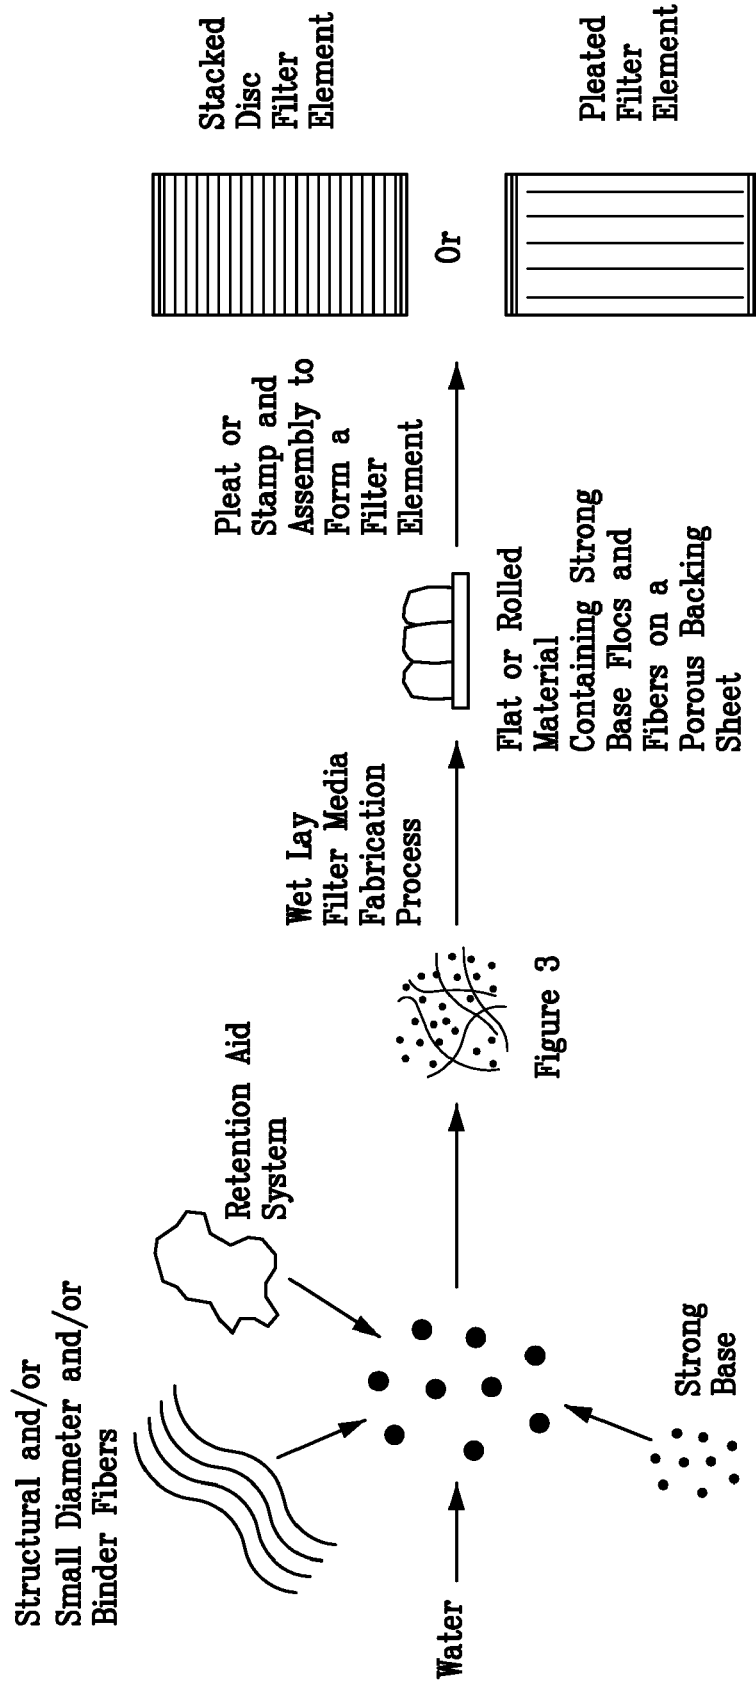 Structural and/or
Small Diameter and/or
Binder Fibers
Retention Aid
System
Water
Strong
Base
Figure 3
Wet Lay
Filter Media
Fabrication
Process
Flat or Rolled
Material
Containing Strong
Base Flocs and
Fibers on a
Porous Backing
Sheet
Pleat or
Stamp and
Assembly to
Form a
Filter
Element
Stacked
Disc
Filter
Element
Or
Pleated
Filter
Element